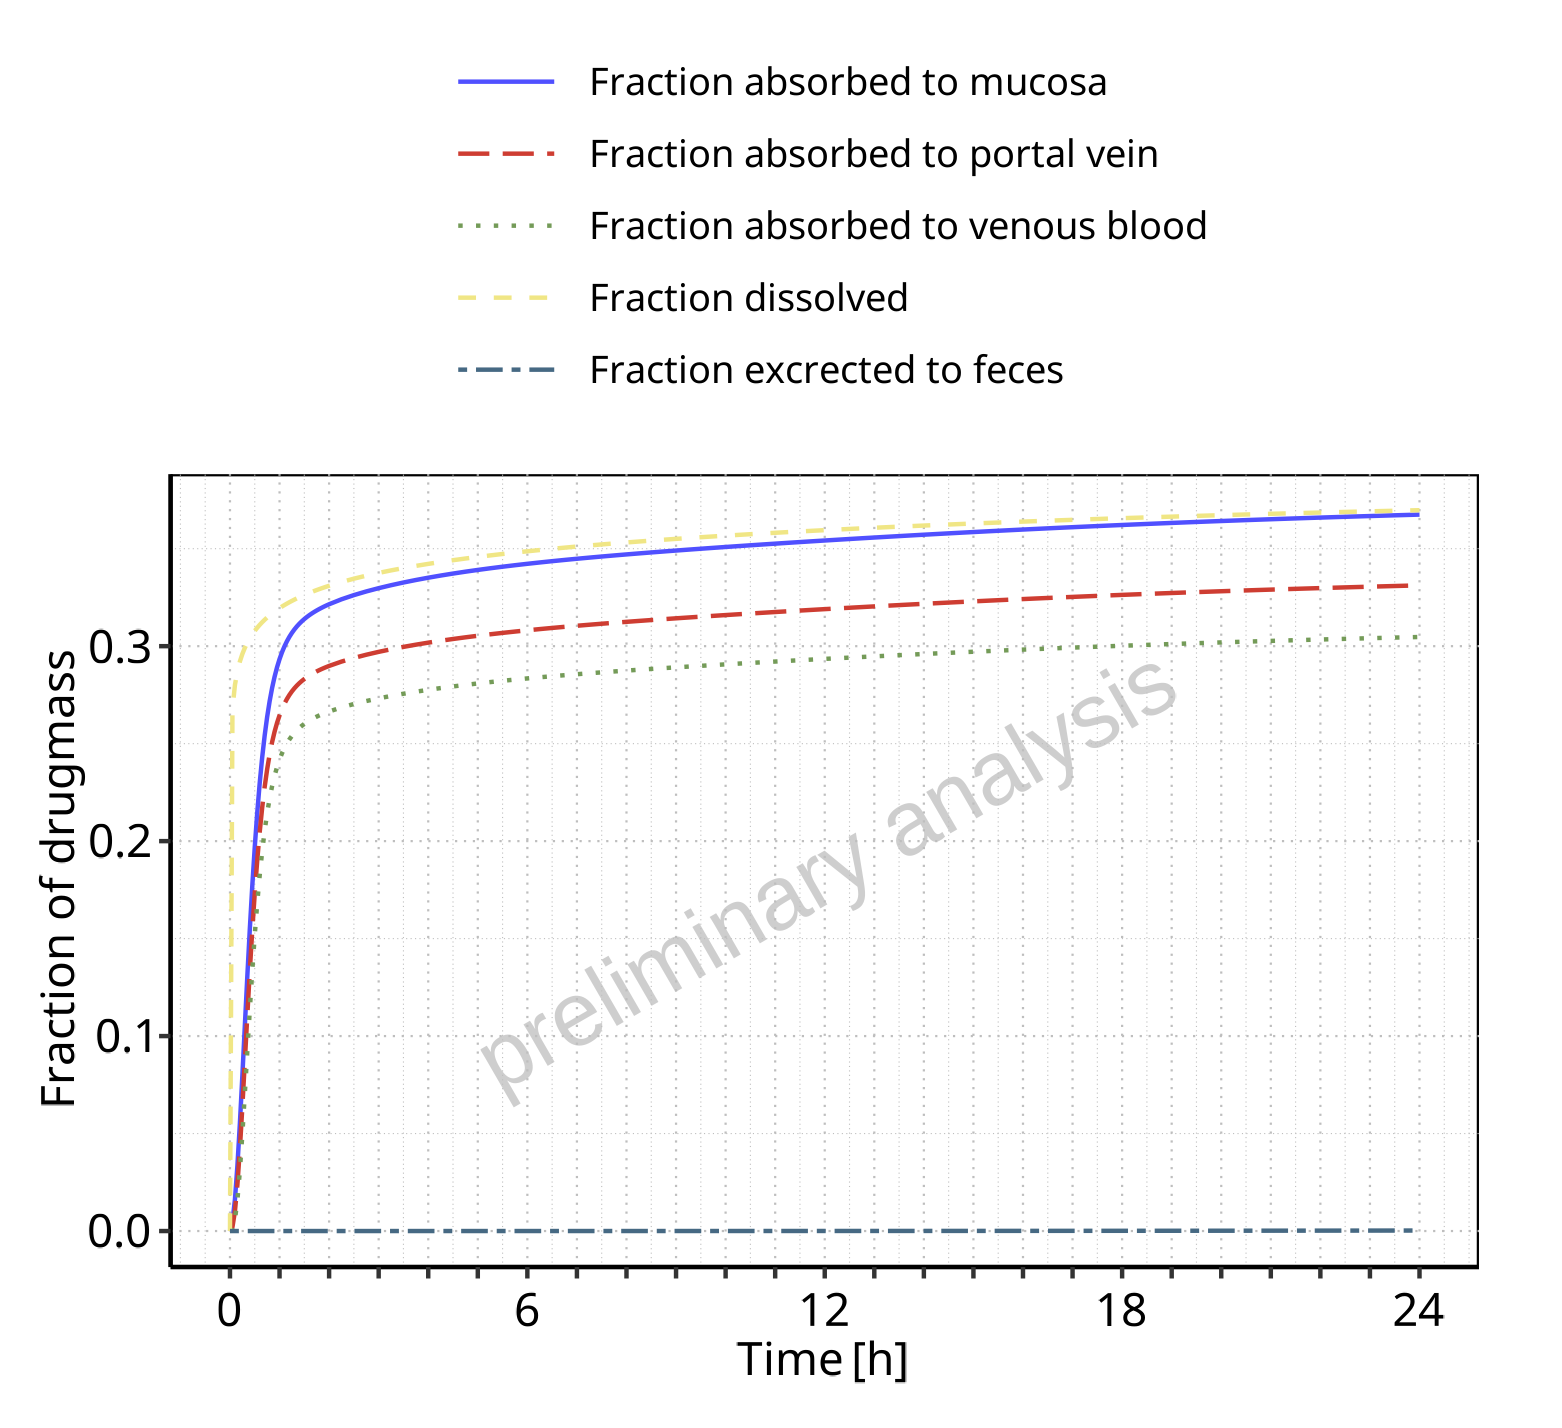 Fraction absorbed to mucosa
Fraction absorbed to portal vein
Fraction absorbed to venous blood
Fraction dissolved
Fraction excrected to feces
Fraction of drugmass
0.3
0.2
0.1
0.0
preliminary analysis
0 6 12 18 24
Time [h]